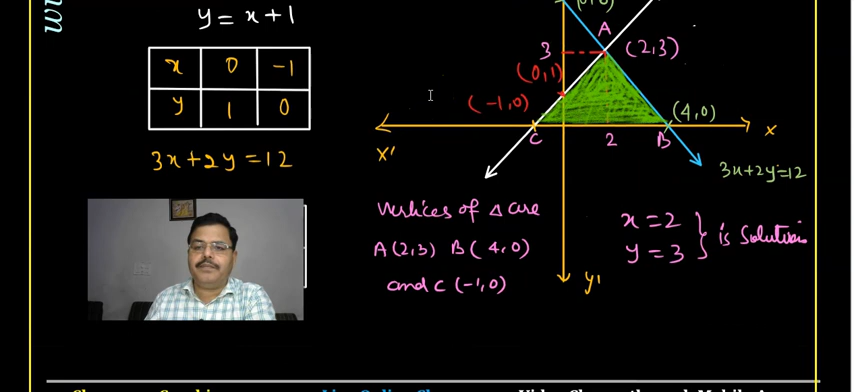 y = x + 1
x 0 -1
y 1 0
3x + 2y = 12
A
3
(2,3)
(0,1)
(-1,0)
(4,0)
C 2 B x
X'
3x+2y=12
vertices of Δ are
A(2,3) B(4,0)
and C (-1,0)
x = 2
y = 3 } is solution
y'